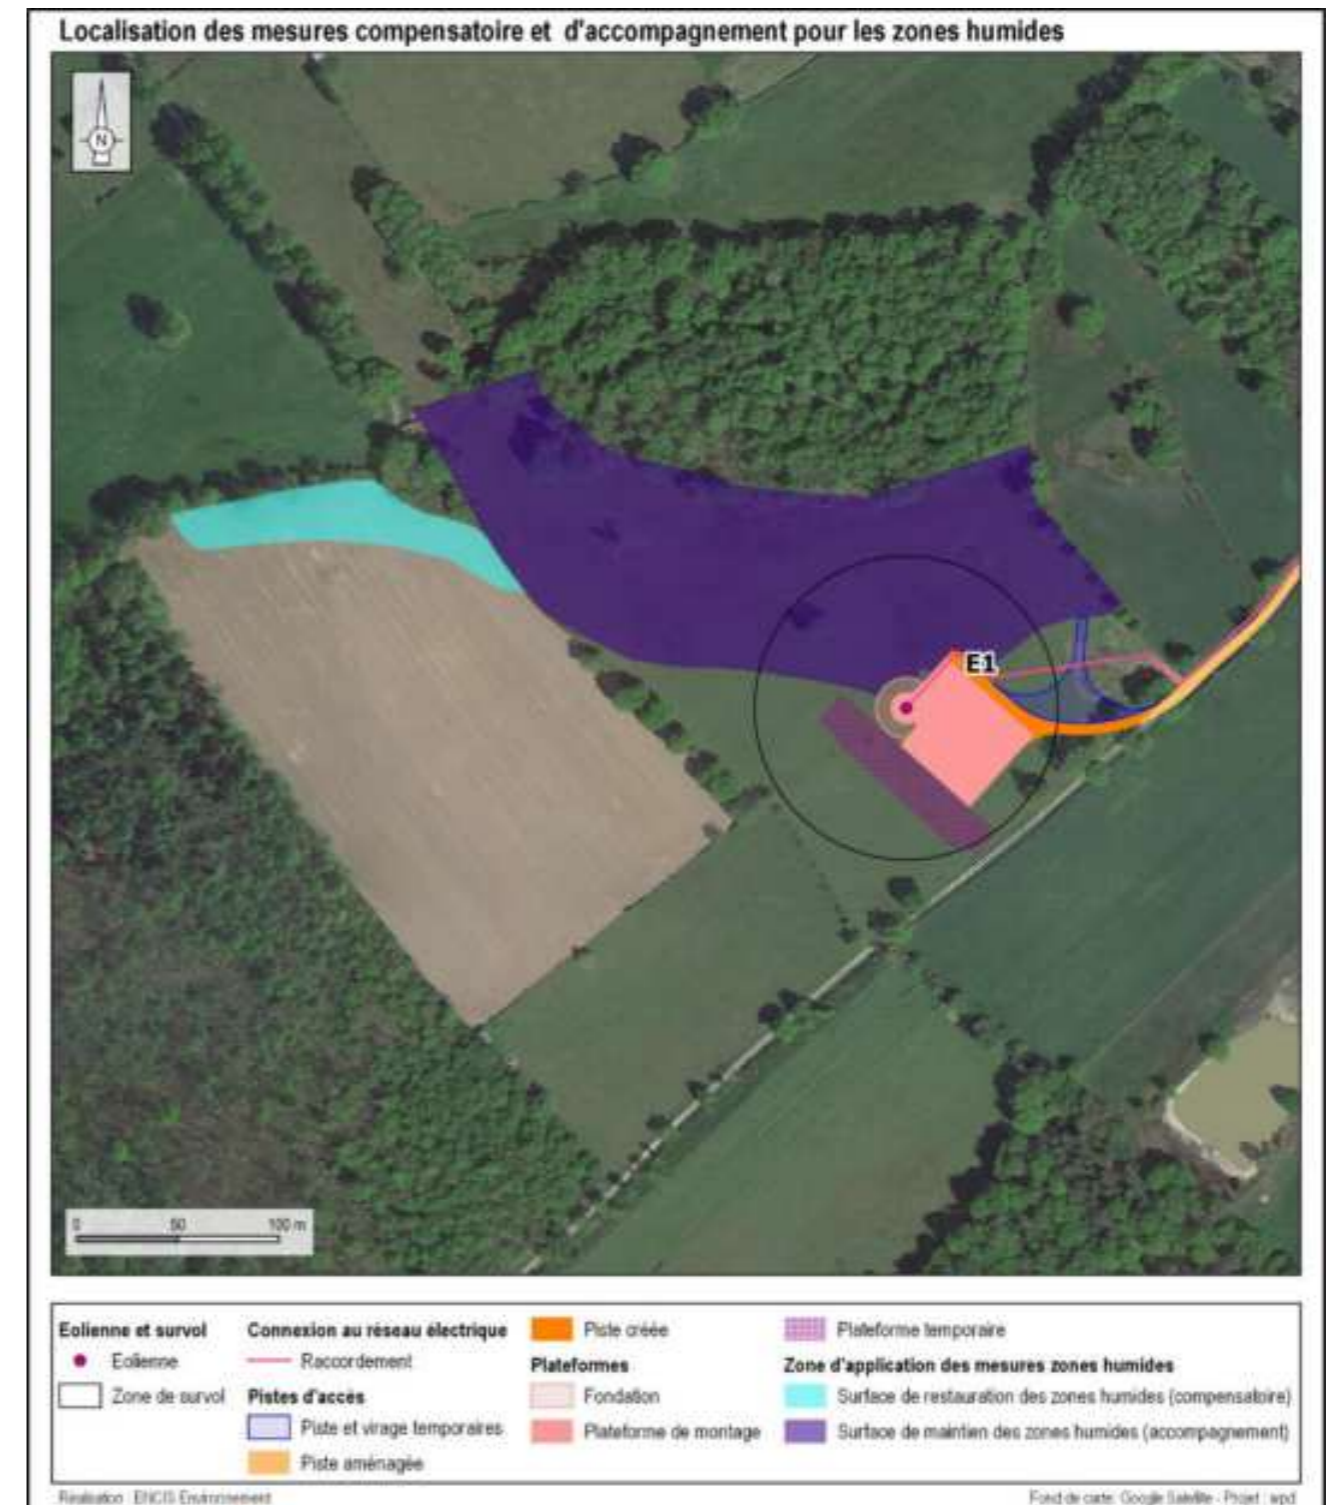 Localisation des mesures compensatoire et d'accompagnement pour les zones humides
N
E1
0 50 100 m
Eolienne et survol
Eolienne
Zone de survol
Connexion au réseau électrique
Raccordement
Pistes d'accès
Piste et virage temporaires
Piste aménagée
Piste créée
Plateformes
Fondation
Plateforme de montage
Plateforme temporaire
Zone d'application des mesures zones humides
Surface de restauration des zones humides (compensatoire)
Surface de maintien des zones humides (accompagnement)
Réalisation : ENCIS Environnement
Fond de carte: Google Satellite - Projet : wpd